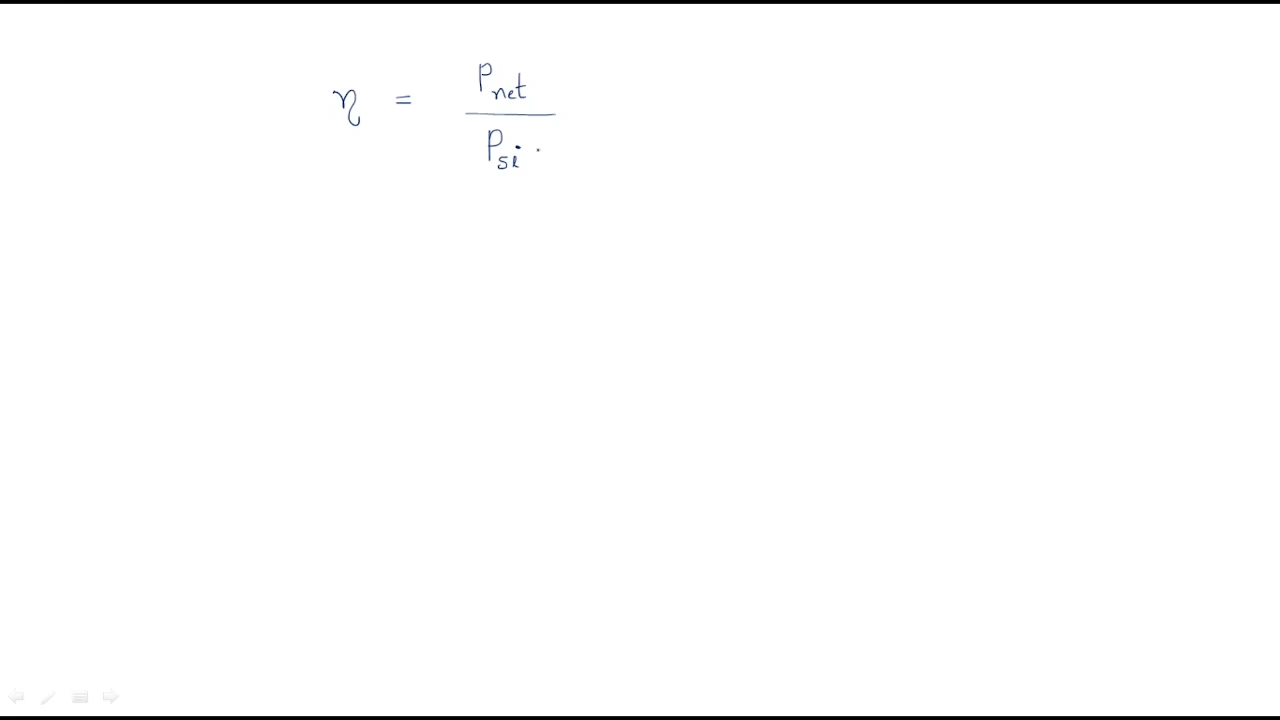 η = P_net / P_si